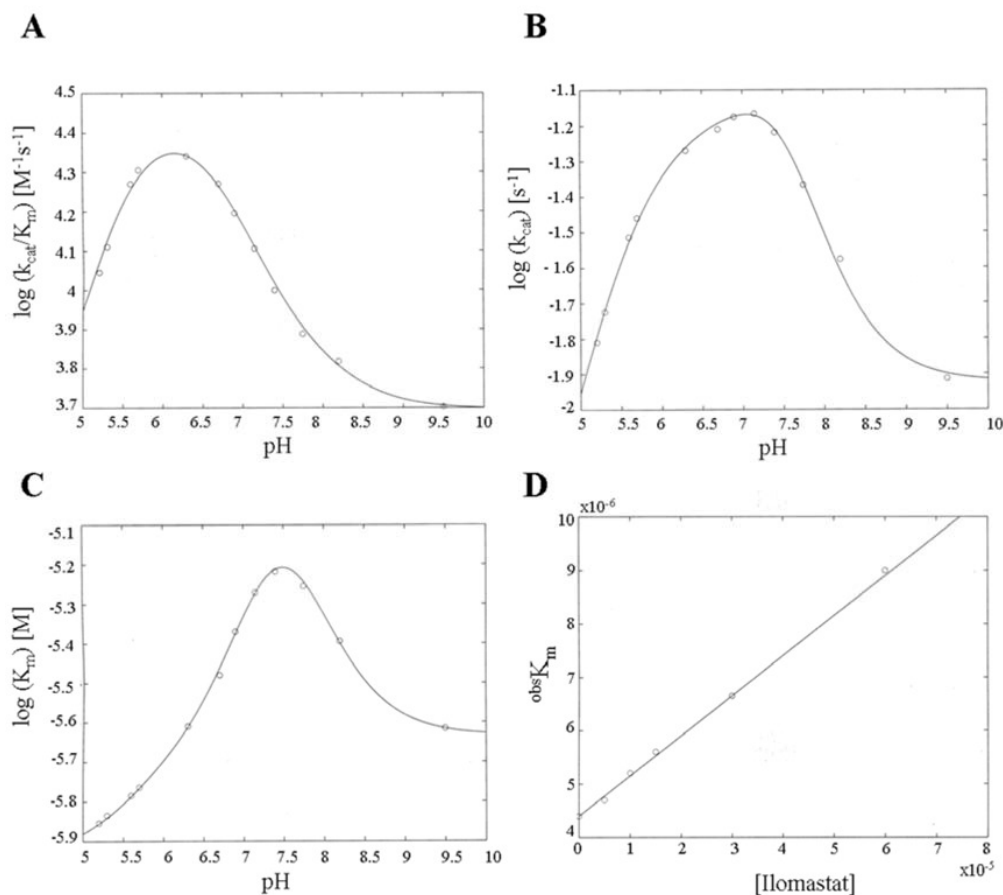 A
log (kcat/Km) [M⁻¹s⁻¹]
4.5
4.4
4.3
4.2
4.1
4
3.9
3.8
3.7
5 5.5 6 6.5 7 7.5 8 8.5 9 9.5 10
pH
B
log (kcat) [s⁻¹]
-1.1
-1.2
-1.3
-1.4
-1.5
-1.6
-1.7
-1.8
-1.9
-2
5 5.5 6 6.5 7 7.5 8 8.5 9 9.5 10
pH
C
log (Km) [M]
-5.1
-5.2
-5.3
-5.4
-5.5
-5.6
-5.7
-5.8
-5.9
5 5.5 6 6.5 7 7.5 8 8.5 9 9.5 10
pH
D
x10⁻⁶
obsKm
10
9
8
7
6
5
4
0 1 2 3 4 5 6 7 8
x10⁻⁵
[Ilomastat]